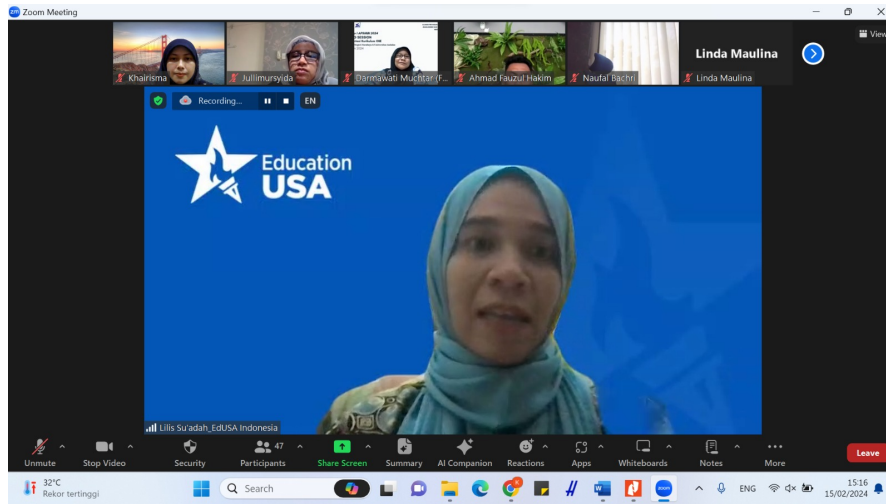 Zoom Meeting
View
Khairisma
Jullimursyida
Darmawati Muchtar (F...
Ahmad Fauzul Hakim
Naufal Bachri
Linda Maulina
Linda Maulina
Recording...
EN
Education
USA
Lilis Su'adah_EdUSA Indonesia
Unmute
Stop Video
Security
47
Participants
Share Screen
Summary
AI Companion
Reactions
Apps
Whiteboards
Notes
More
Leave
32°C
Rekor tertinggi
Search
ENG
15:16
15/02/2024